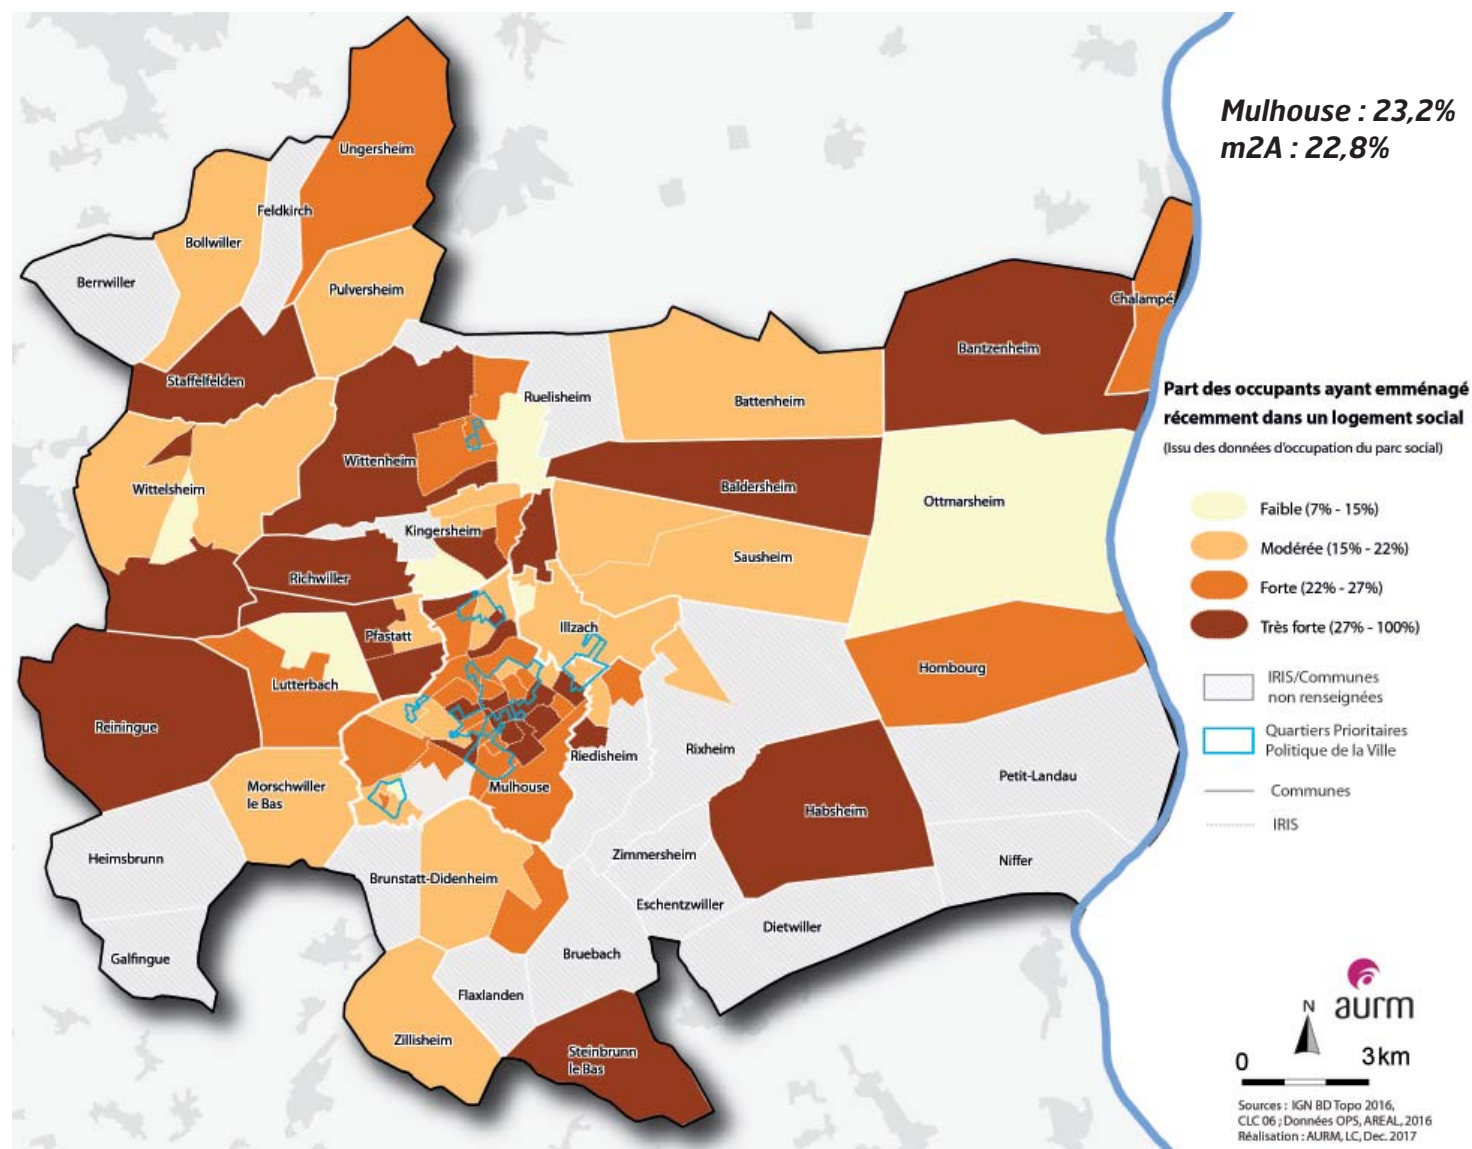 Mulhouse : 23,2%
m2A : 22,8%
Ungersheim
Feldkirch
Bollwiller
Berrwiller
Pulversheim
Chalampé
Bantzenheim
Staffelfelden
Ruelisheim
Battenheim
Wittenheim
Wittelsheim
Baldersheim
Ottmarsheim
Kingersheim
Sausheim
Richwiller
Pfastatt
Illzach
Lutterbach
Hombourg
Reiningue
Rixheim
Riedisheim
Petit-Landau
Morschwiller
le Bas
Mulhouse
Habsheim
Heimsbrunn
Zimmersheim
Niffer
Brunstatt-Didenheim
Eschentzwiller
Dietwiller
Galfingue
Bruebach
Flaxlanden
Zillisheim
Steinbrunn
le Bas
Part des occupants ayant emménagé
récemment dans un logement social
(Issu des données d'occupation du parc social)
Faible (7% - 15%)
Modérée (15% - 22%)
Forte (22% - 27%)
Très forte (27% - 100%)
IRIS/Communes
non renseignées
Quartiers Prioritaires
Politique de la Ville
Communes
IRIS
aurm
N
0 3 km
Sources : IGN BD Topo 2016,
CLC 06 ; Données OPS, AREAL, 2016
Réalisation : AURM, LC, Dec. 2017